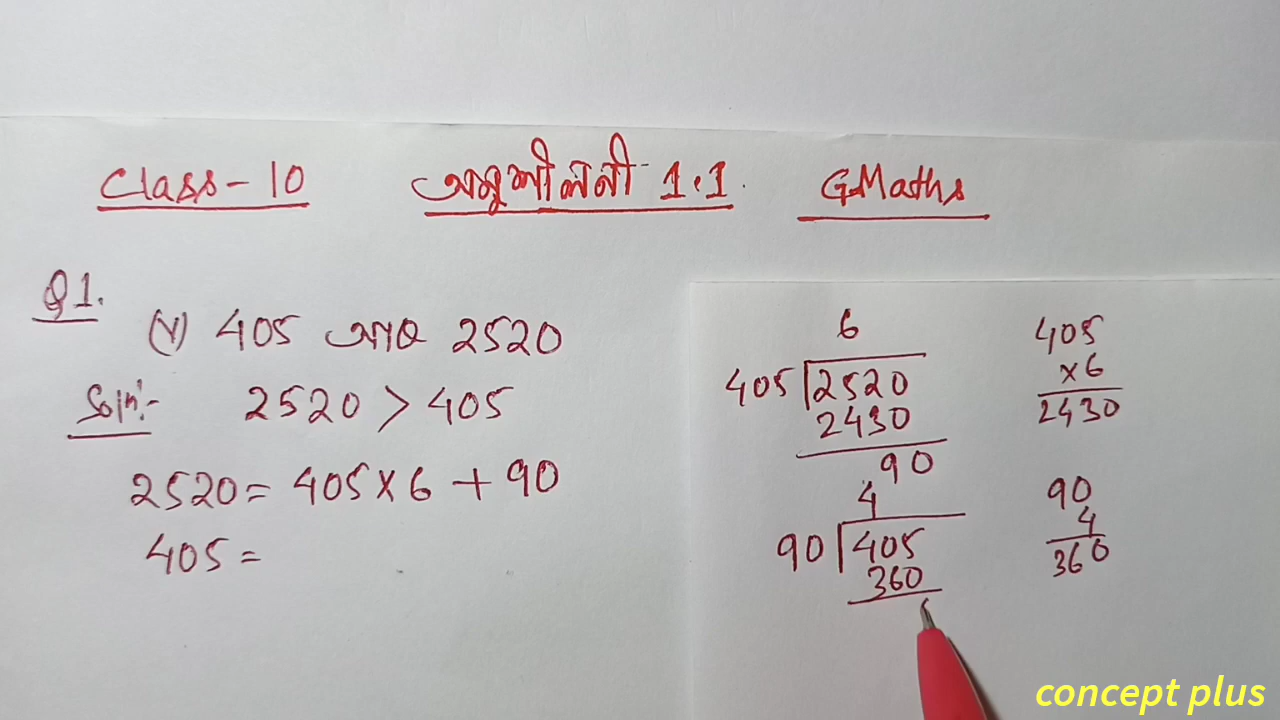 Class-10 অনুশীলনী 1.1. GMaths
Q1.
(v) 405 আৰু 2520
Soln:- 2520 > 405
2520 = 405 × 6 + 90
405 =
6
405 2520
2430
90
4
90 405
360
405
×6
2430
90
4
360
concept plus